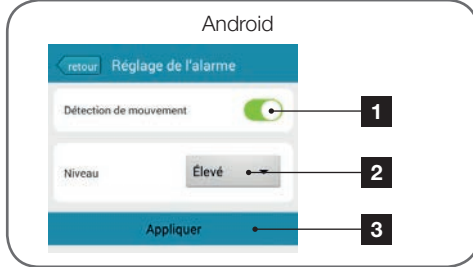 Android
retour Réglage de l'alarme
Détection de mouvement 1
Niveau Élevé 2
Appliquer 3